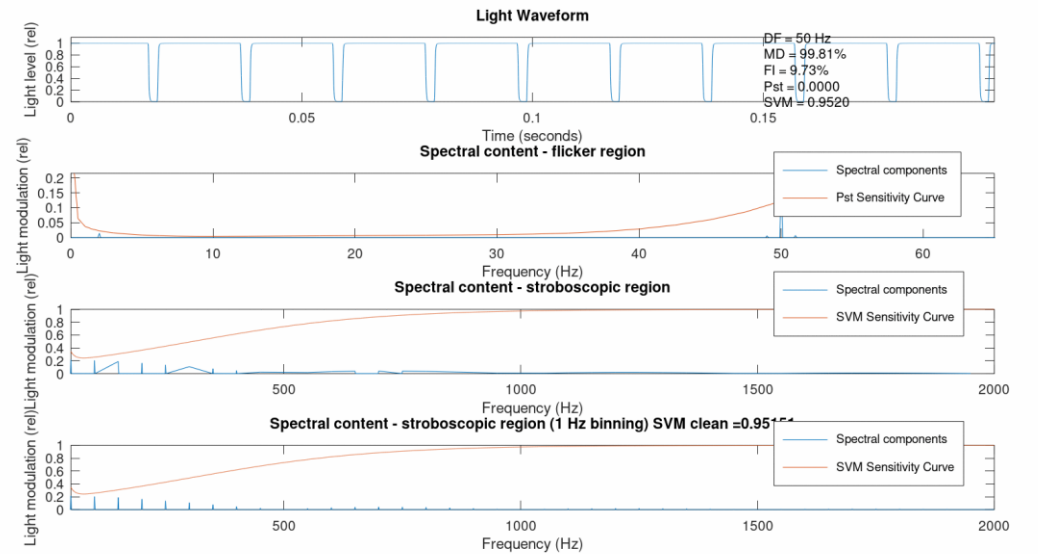 Light Waveform
Light level (rel)
1
0.8
0.6
0.4
0.2
0
DF = 50 Hz
MD = 99.81%
FI = 9.73%
Pst = 0.0000
SVM = 0.9520
0 0.05 0.1 0.15
Time (seconds)
Spectral content - flicker region
Light modulation (rel)
0.2
0.15
0.1
0.05
0
Spectral components
Pst Sensitivity Curve
0 10 20 30 40 50 60
Frequency (Hz)
Spectral content - stroboscopic region
Light modulation (rel)
1
0.8
0.6
0.4
0.2
0
Spectral components
SVM Sensitivity Curve
500 1000 1500 2000
Frequency (Hz)
Spectral content - stroboscopic region (1 Hz binning) SVM clean =0.95151
Light modulation (rel)
1
0.8
0.6
0.4
0.2
0
Spectral components
SVM Sensitivity Curve
500 1000 1500 2000
Frequency (Hz)